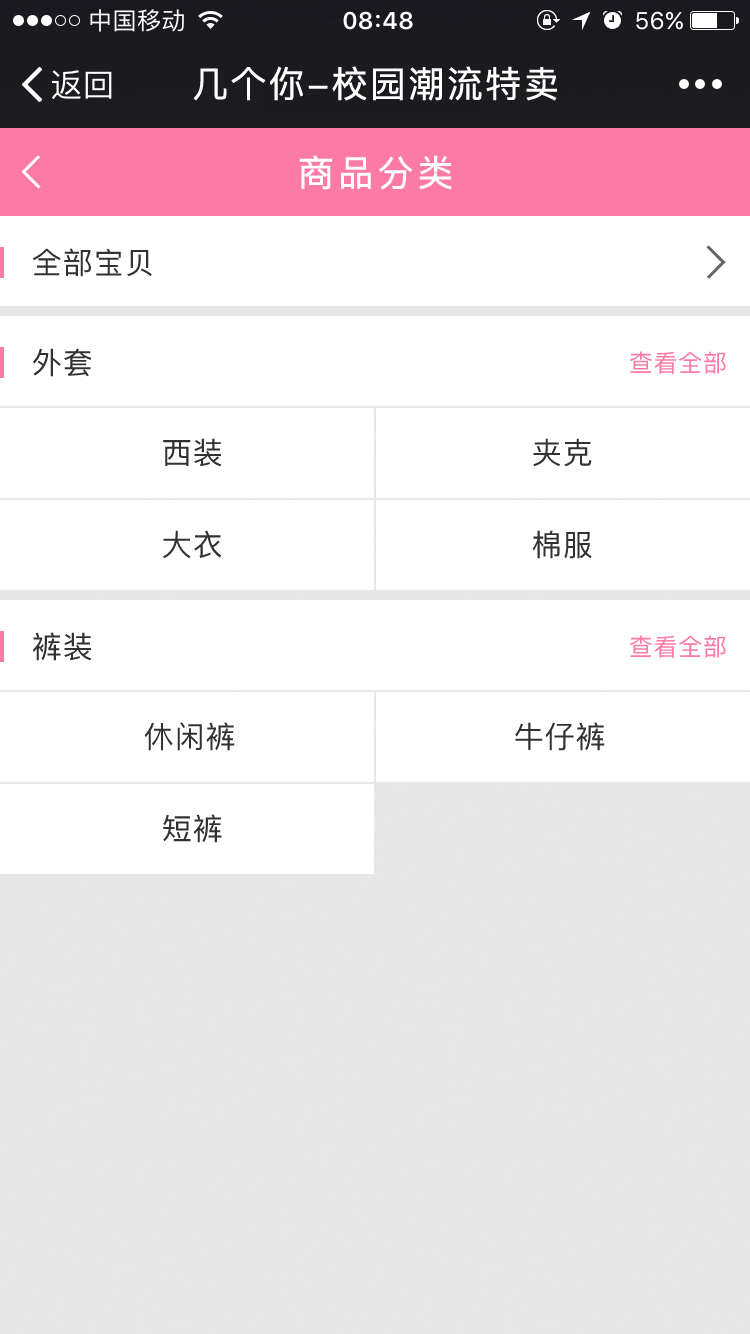 中国移动 08:48 56%
返回 几个你-校园潮流特卖
商品分类
全部宝贝
外套 查看全部
西装 夹克
大衣 棉服
裤装 查看全部
休闲裤 牛仔裤
短裤